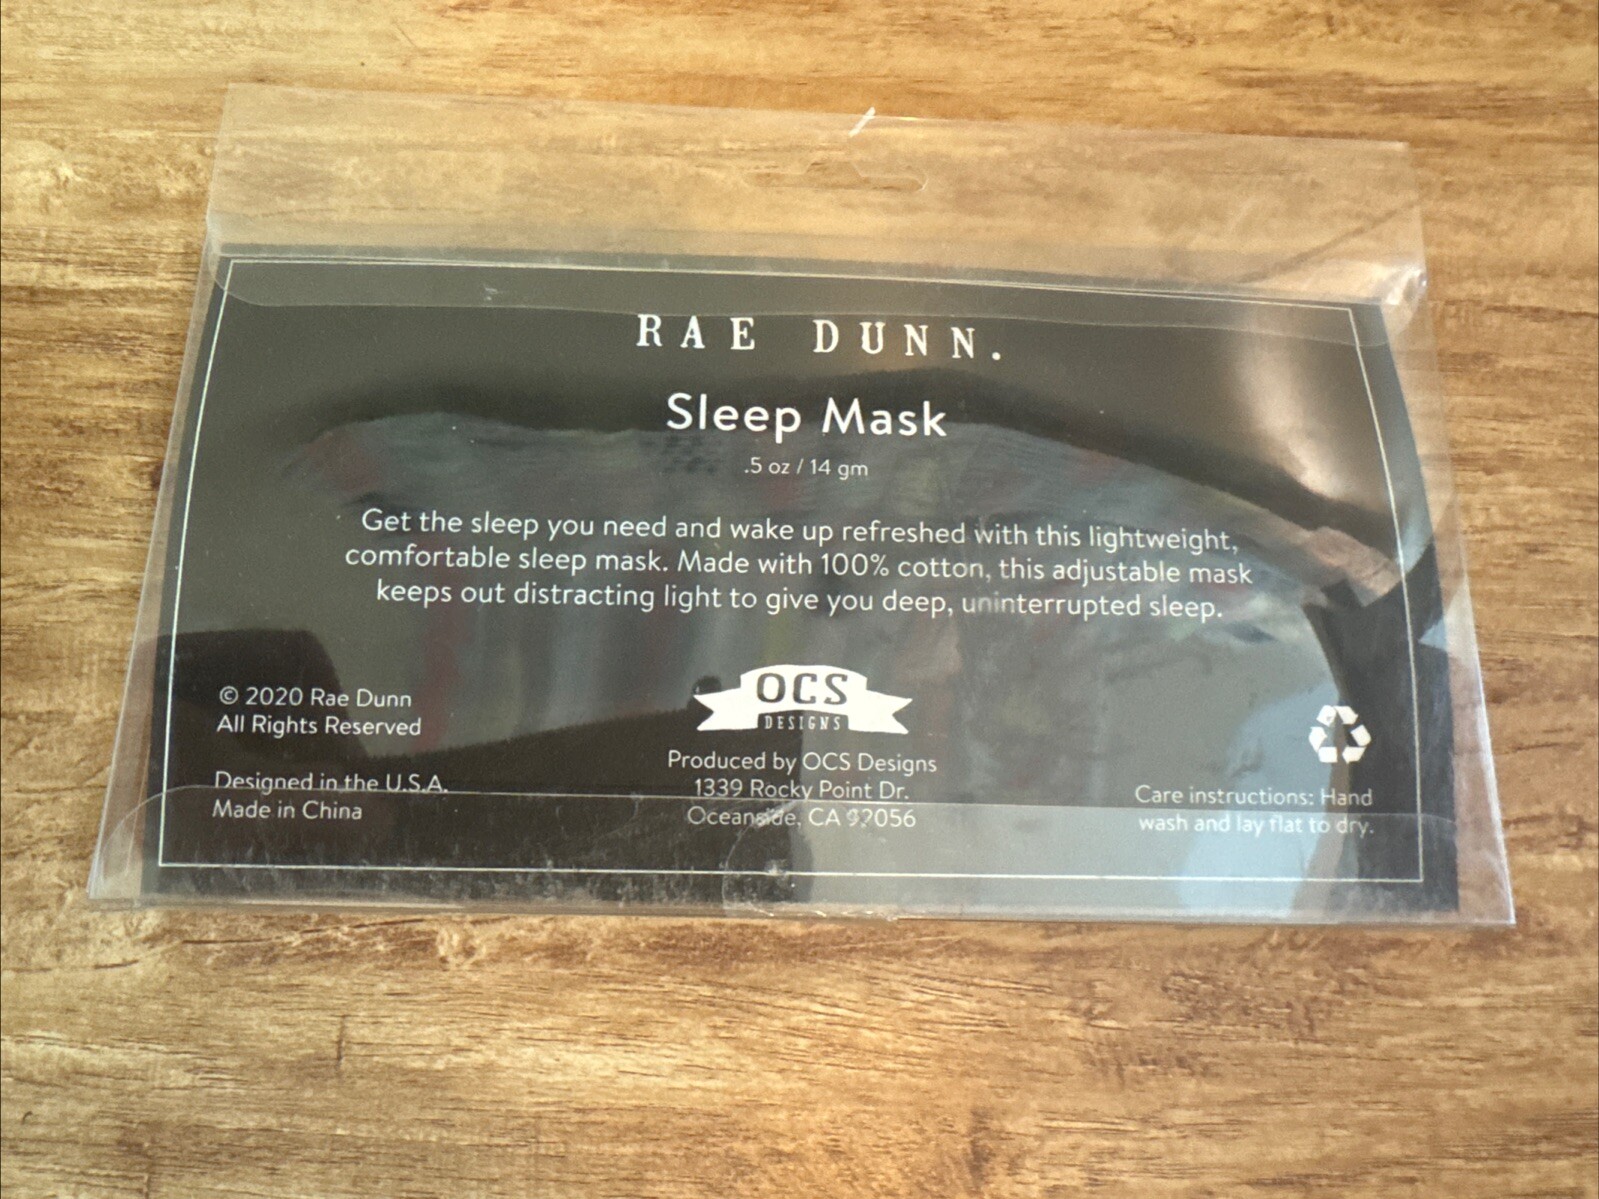 RAE DUNN.
Sleep Mask
.5 oz / 14 gm
Get the sleep you need and wake up refreshed with this lightweight,
comfortable sleep mask. Made with 100% cotton, this adjustable mask
keeps out distracting light to give you deep, uninterrupted sleep.
© 2020 Rae Dunn
All Rights Reserved
Designed in the U.S.A.
Made in China
OCS
DESIGNS
Produced by OCS Designs
1339 Rocky Point Dr.
Oceanside, CA 92056
Care instructions: Hand
wash and lay flat to dry.